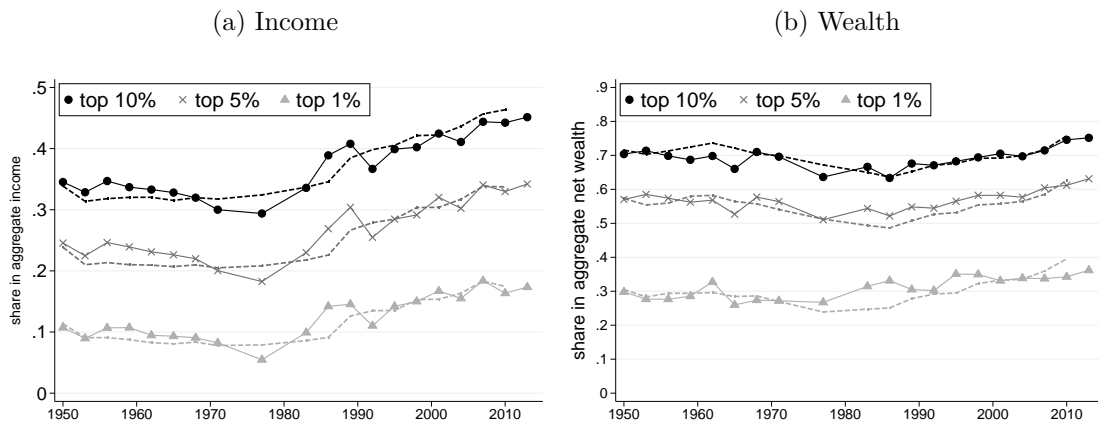 (a) Income
(b) Wealth
top 10% top 5% top 1%
share in aggregate income
.5
.4
.3
.2
.1
0
1950 1960 1970 1980 1990 2000 2010
top 10% top 5% top 1%
share in aggregate net wealth
.9
.8
.7
.6
.5
.4
.3
.2
.1
0
1950 1960 1970 1980 1990 2000 2010